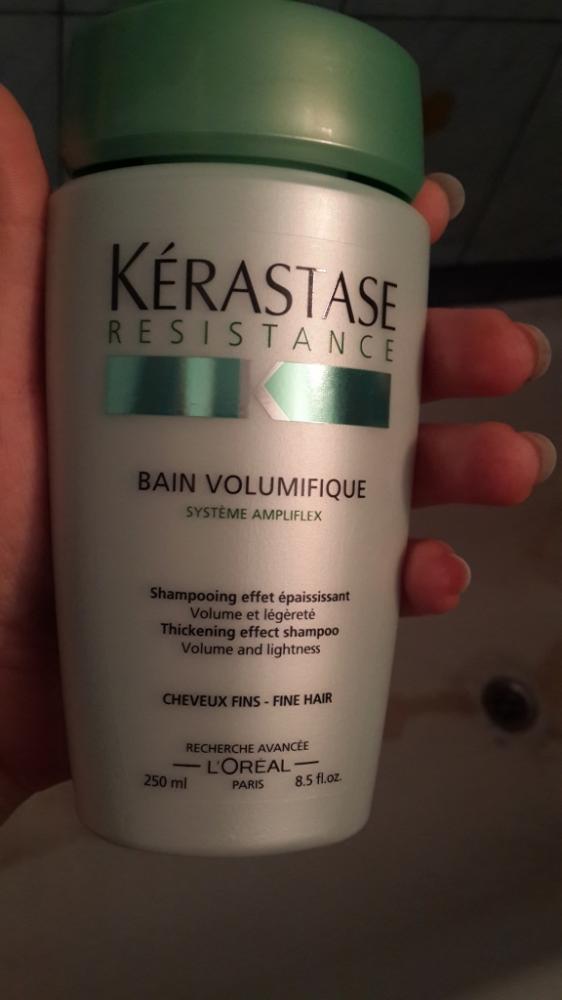 KÉRASTASE
RESISTANCE
BAIN VOLUMIFIQUE
SYSTÈME AMPLIFLEX
Shampooing effet épaississant
Volume et légèreté
Thickening effect shampoo
Volume and lightness
CHEVEUX FINS - FINE HAIR
RECHERCHE AVANCÉE
L'ORÉAL
250 ml PARIS 8.5 fl.oz.